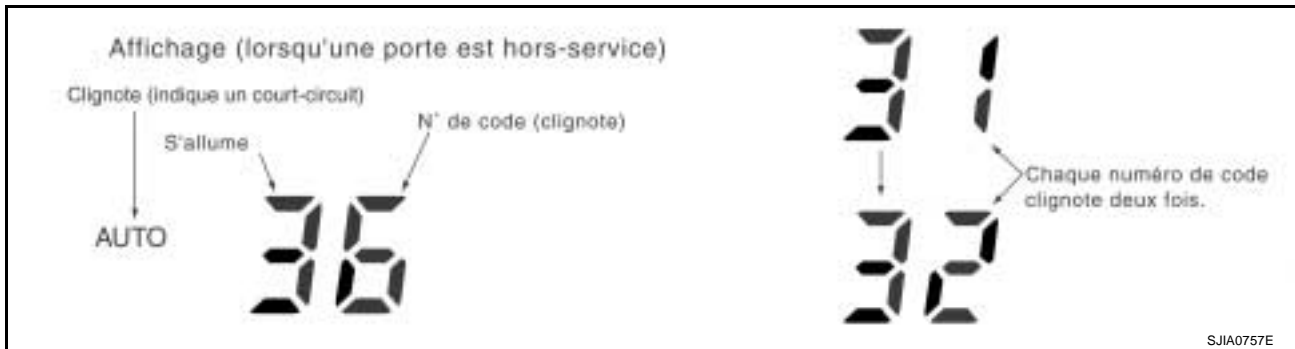 Affichage (lorsqu'une porte est hors-service)
Clignote (indique un court-circuit)
S'allume
N° de code (clignote)
AUTO
36
31
32
Chaque numéro de code
clignote deux fois.
SJIA0757E